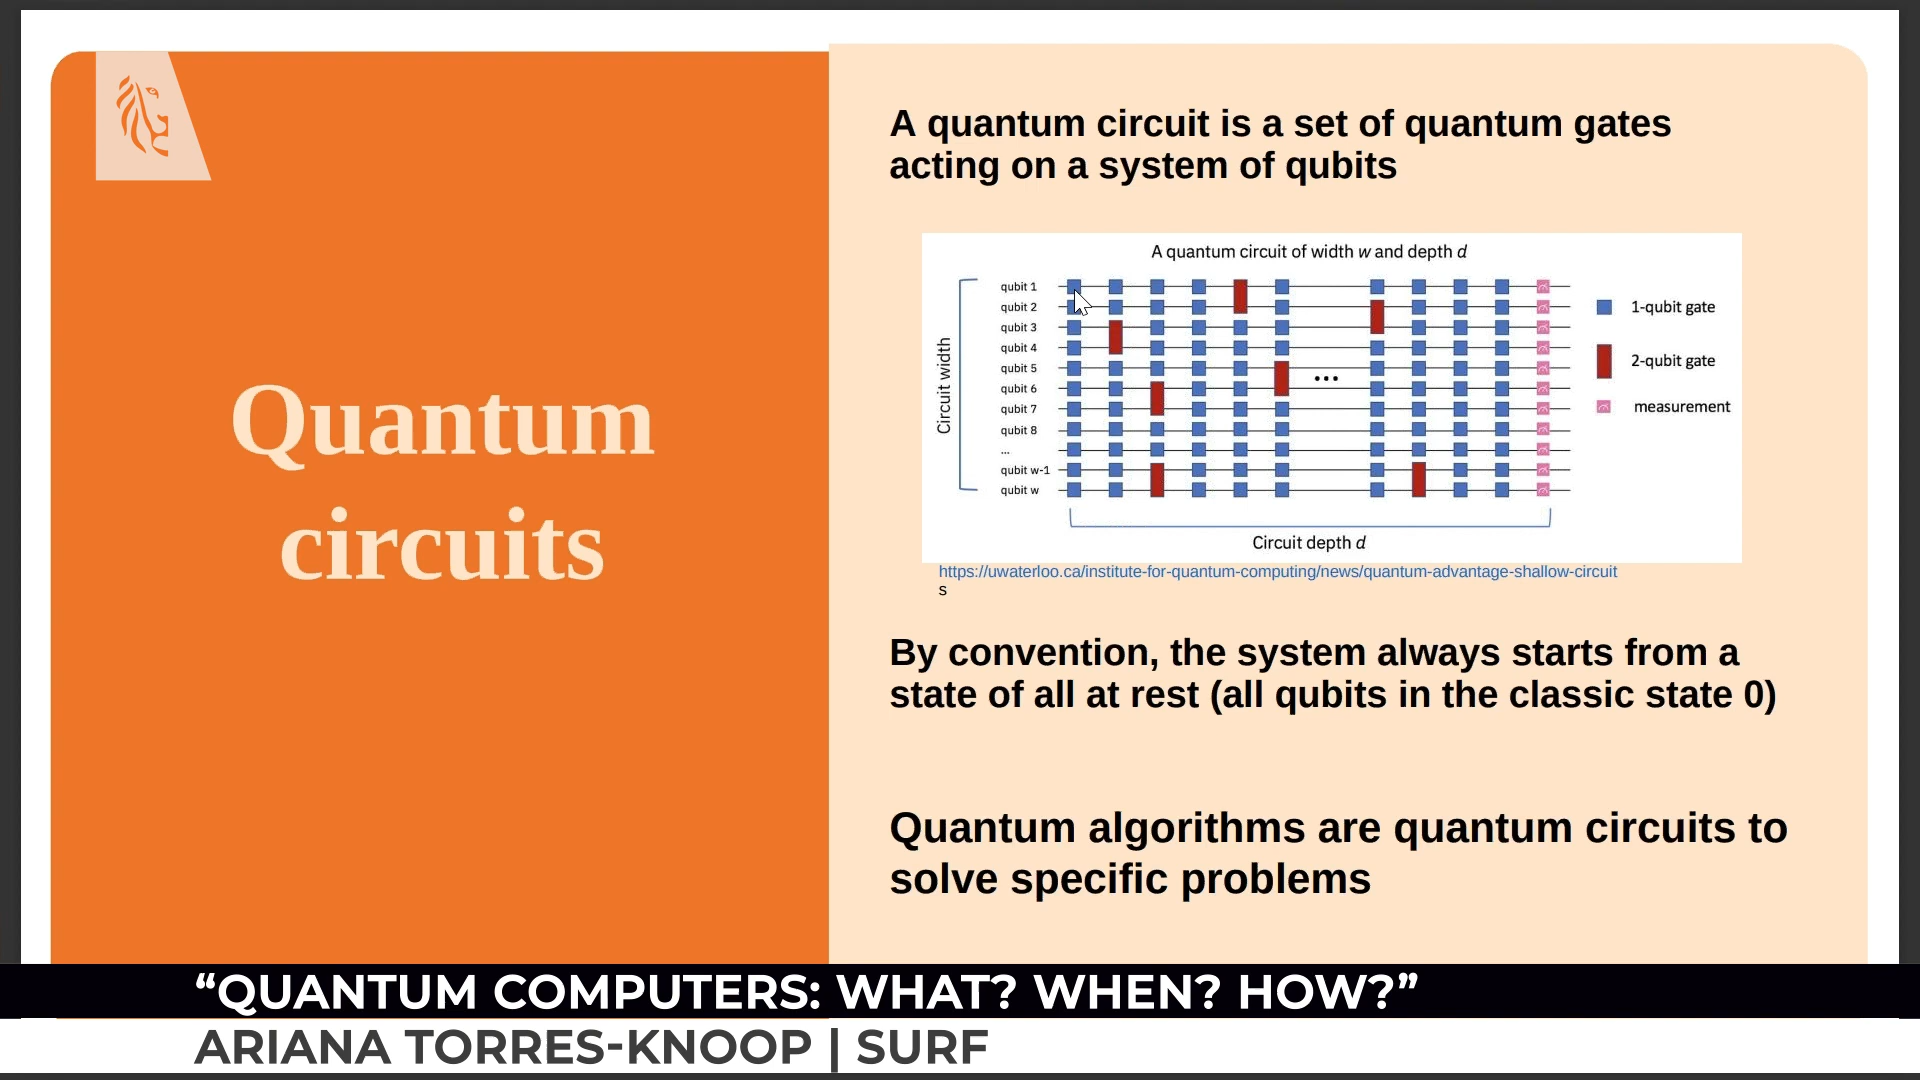 Quantum
circuits
A quantum circuit is a set of quantum gates
acting on a system of qubits
A quantum circuit of width w and depth d
Circuit width
qubit 1
qubit 2
qubit 3
qubit 4
qubit 5
qubit 6
qubit 7
qubit 8
...
qubit w-1
qubit w
...
1-qubit gate
2-qubit gate
measurement
Circuit depth d
https://uwaterloo.ca/institute-for-quantum-computing/news/quantum-advantage-shallow-circuit
s
By convention, the system always starts from a
state of all at rest (all qubits in the classic state 0)
Quantum algorithms are quantum circuits to
solve specific problems
“QUANTUM COMPUTERS: WHAT? WHEN? HOW?”
ARIANA TORRES-KNOOP | SURF